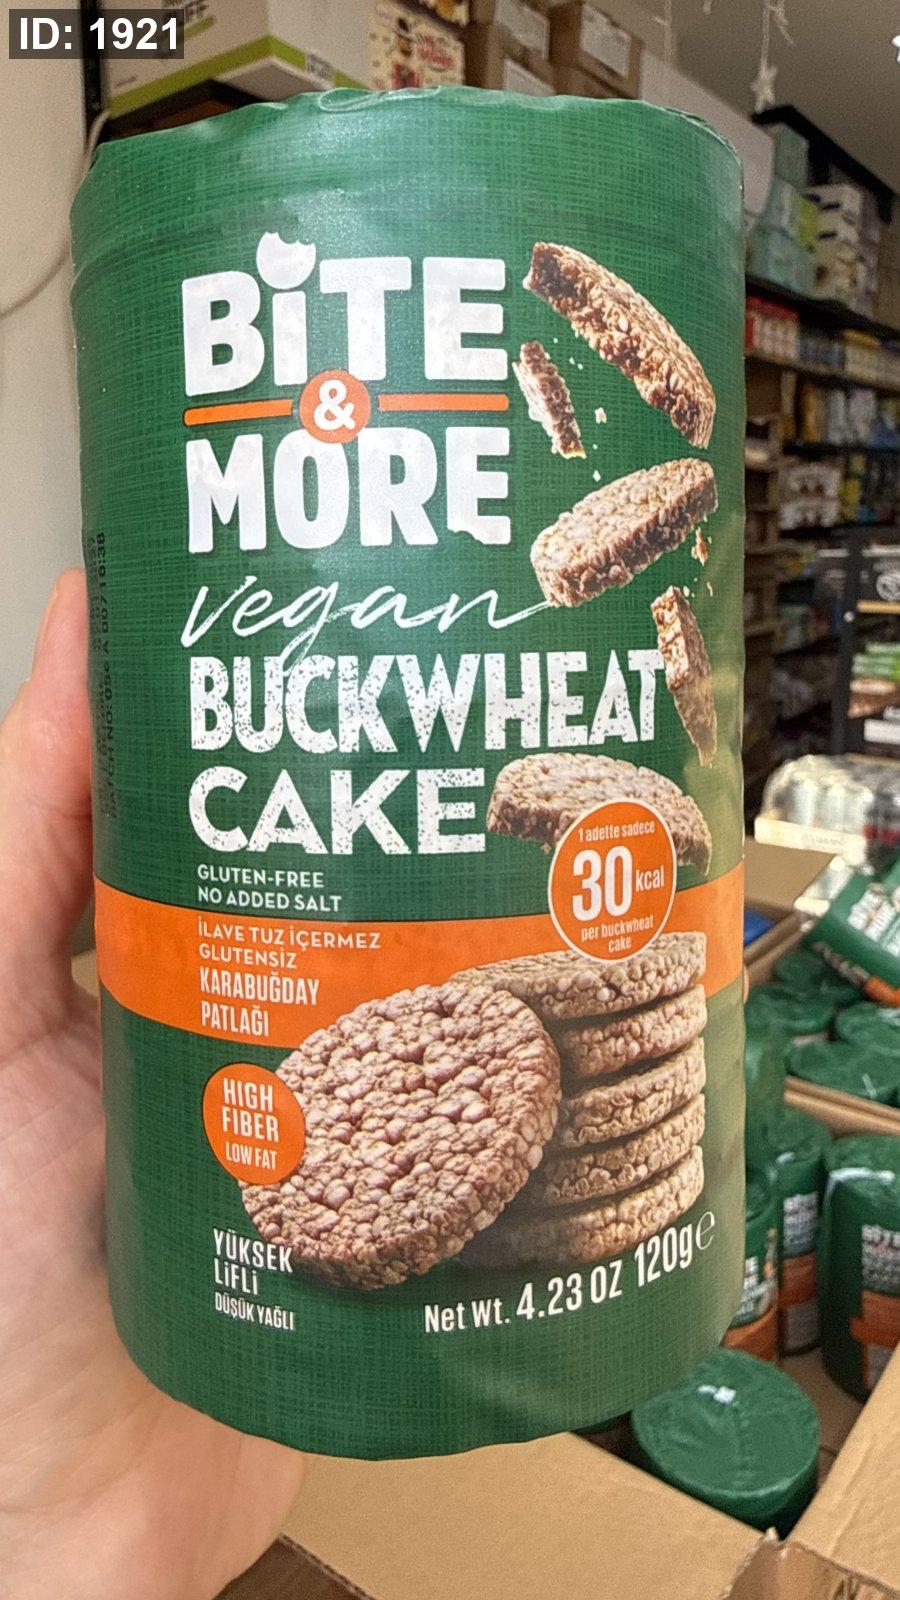 ID: 1921
BiTE
&
MORE
vegan
BUCKWHEAT
CAKE
GLUTEN-FREE
NO ADDED SALT
1 adette sadece
30 kcal
per buckwheat
cake
İLAVE TUZ İÇERMEZ
GLUTENSİZ
KARABUĞDAY
PATLAĞI
HIGH
FIBER
LOW FAT
YÜKSEK
LİFLİ
DÜŞÜK YAĞLI
Net Wt. 4.23 OZ 120g℮